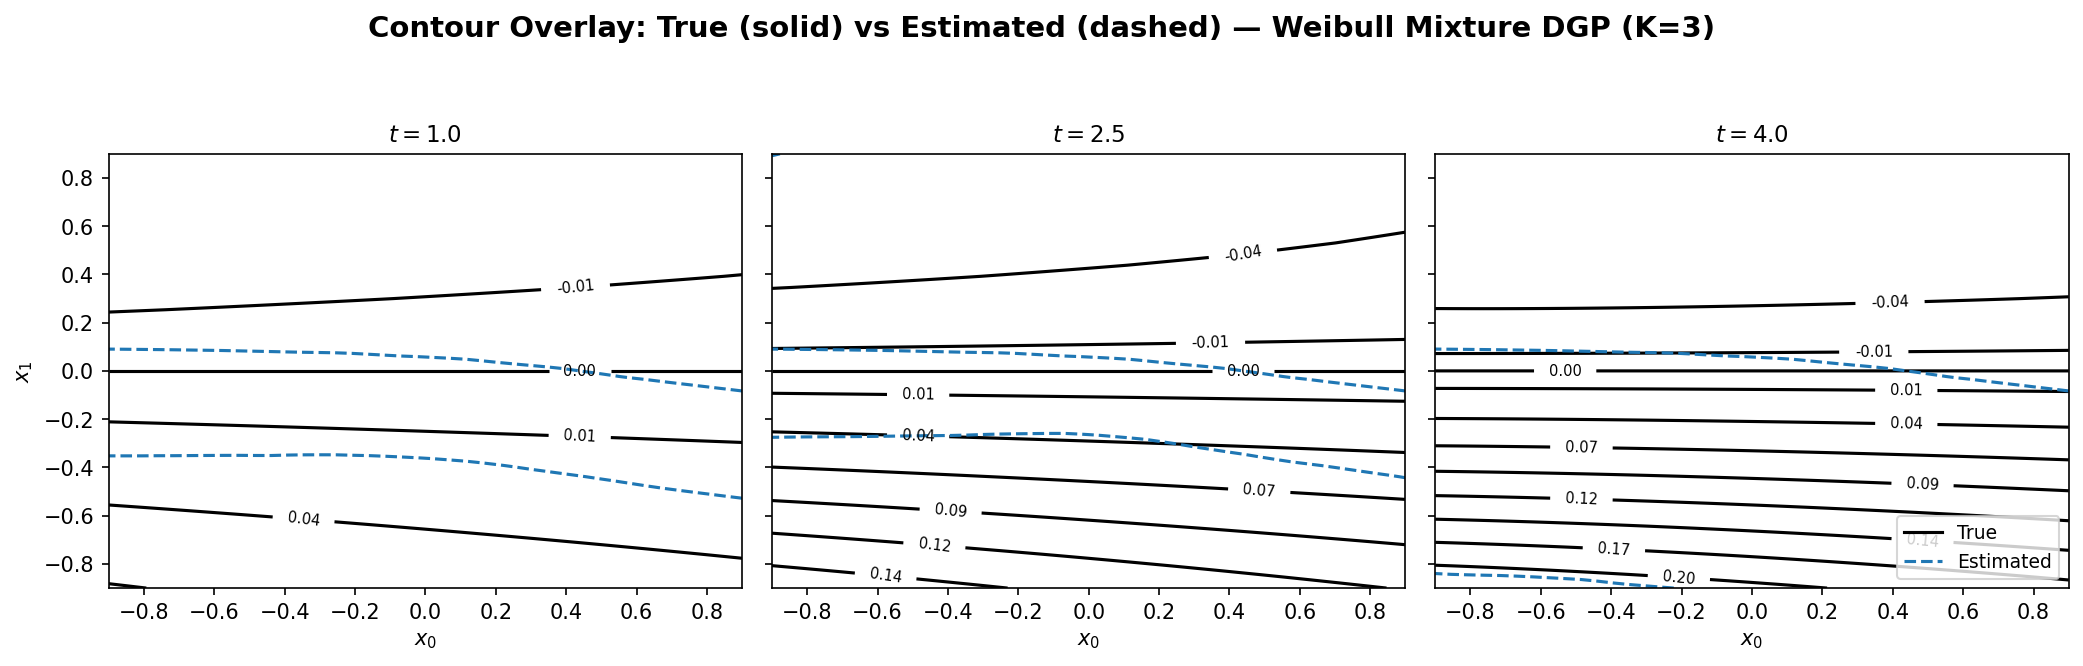 Contour Overlay: True (solid) vs Estimated (dashed) — Weibull Mixture DGP (K=3)
t = 1.0
t = 2.5
t = 4.0
x₁
0.8
0.6
0.4
0.2
0.0
−0.2
−0.4
−0.6
−0.8
-0.01
0.00
0.01
0.04
-0.04
-0.01
0.00
0.01
0.04
0.07
0.09
0.12
0.14
-0.04
-0.01
0.00
0.01
0.04
0.07
0.09
0.12
0.14
0.17
0.20
True
Estimated
−0.8 −0.6 −0.4 −0.2 0.0 0.2 0.4 0.6 0.8
−0.8 −0.6 −0.4 −0.2 0.0 0.2 0.4 0.6 0.8
−0.8 −0.6 −0.4 −0.2 0.0 0.2 0.4 0.6 0.8
x₀
x₀
x₀